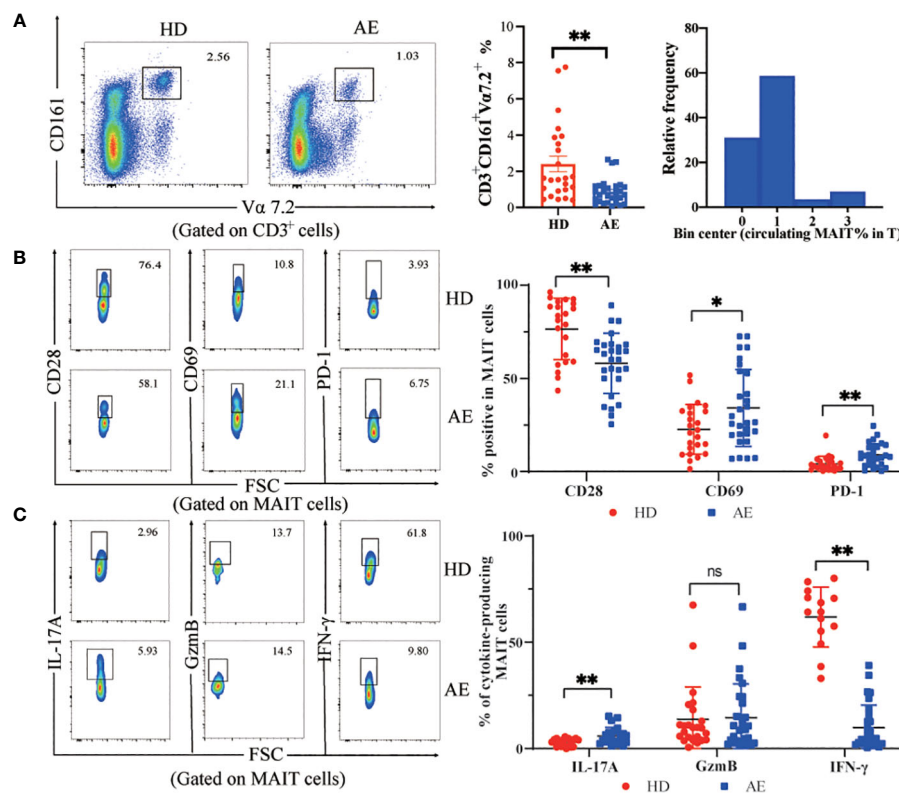 A
HD
AE
2.56
1.03
CD161
Vα 7.2
(Gated on CD3+ cells)
CD3+CD161+Vα7.2+ %
10
8
6
4
2
0
**
HD
AE
Relative frequency
80
60
40
20
0
0 1 2 3
Bin center (circulating MAIT% in T)
B
76.4
10.8
3.93
HD
CD28
CD69
PD-1
58.1
21.1
6.75
AE
FSC
(Gated on MAIT cells)
% positive in MAIT cells
100
50
0
**
*
**
CD28
CD69
PD-1
HD
AE
C
2.96
13.7
61.8
HD
IL-17A
GzmB
IFN-γ
5.93
14.5
9.80
AE
FSC
(Gated on MAIT cells)
% of cytokine-producing
MAIT cells
100
50
0
**
ns
**
IL-17A
GzmB
IFN-γ
HD
AE